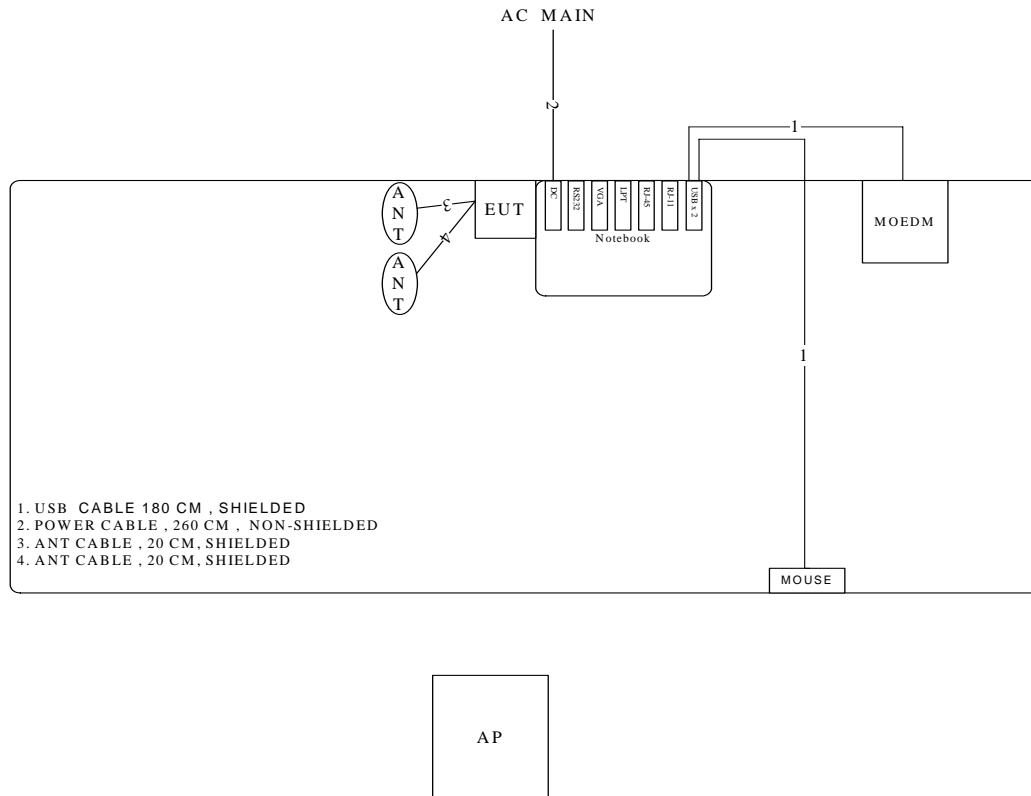 AC MAIN
2
1
ANT
3
EUT
DC
RS232
VGA
LPT
RJ-45
RJ-11
USB x 2
MOEDM
4
Notebook
ANT
1
1. USB CABLE 180 CM , SHIELDED
2. POWER CABLE , 260 CM , NON-SHIELDED
3. ANT CABLE , 20 CM, SHIELDED
4. ANT CABLE , 20 CM, SHIELDED
MOUSE
AP